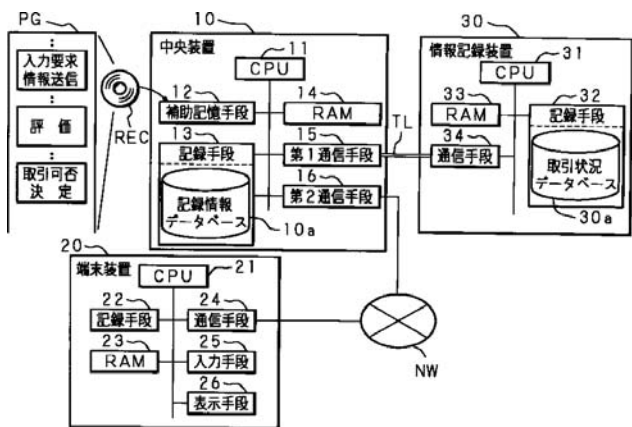 PG
:
入力要求
情報送信
:
評価
:
取引可否
決定
:
REC
10
中央装置
11
CPU
12
補助記憶手段
14
RAM
13
記録手段
記録情報
データベース
10a
15
第1通信手段
16
第2通信手段
TL
30
情報記録装置
31
CPU
33
RAM
32
記録手段
34
通信手段
取引状況
データベース
30a
20
端末装置
21
CPU
22
記録手段
24
通信手段
23
RAM
25
入力手段
26
表示手段
NW